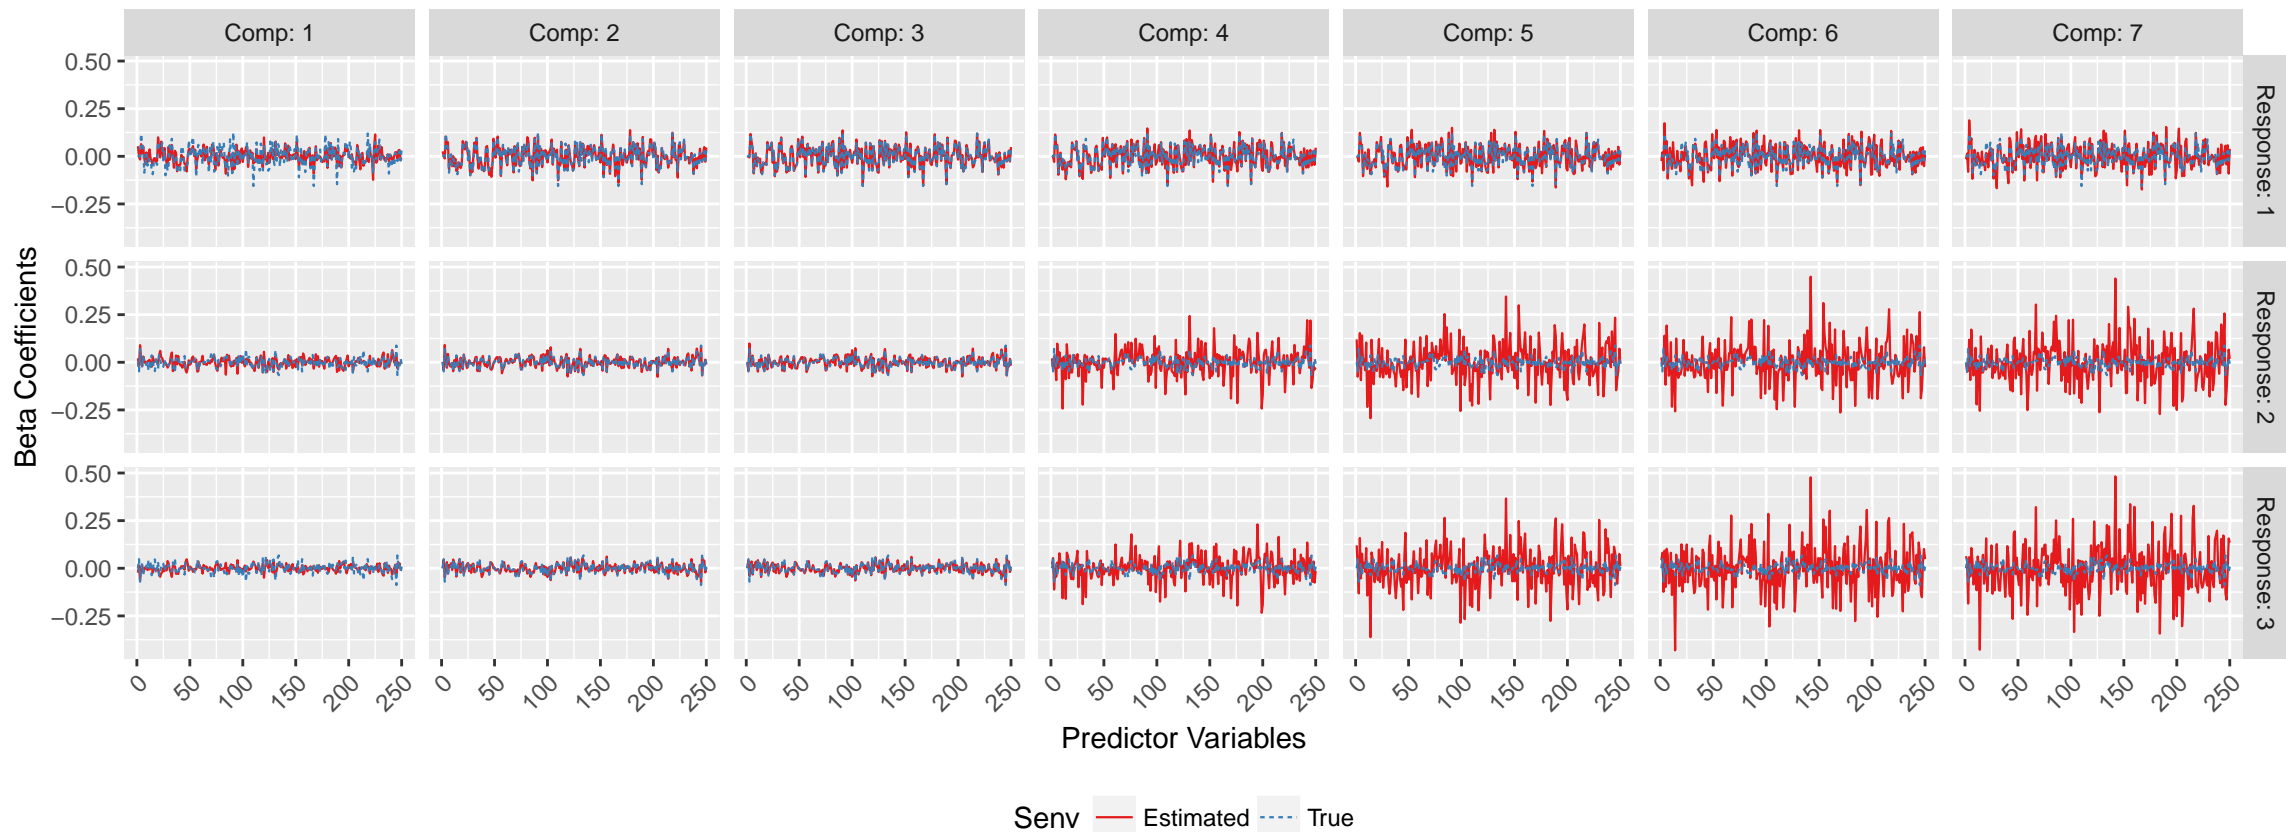 Comp: 1 Comp: 2 Comp: 3 Comp: 4 Comp: 5 Comp: 6 Comp: 7
0.50
0.25
0.00
−0.25
Response: 1
0.50
0.25
0.00
−0.25
Response: 2
0.50
0.25
0.00
−0.25
Response: 3
Beta Coefficients
0 50 100 150 200 250 0 50 100 150 200 250 0 50 100 150 200 250 0 50 100 150 200 250 0 50 100 150 200 250 0 50 100 150 200 250 0 50 100 150 200 250
Predictor Variables
Senv Estimated True